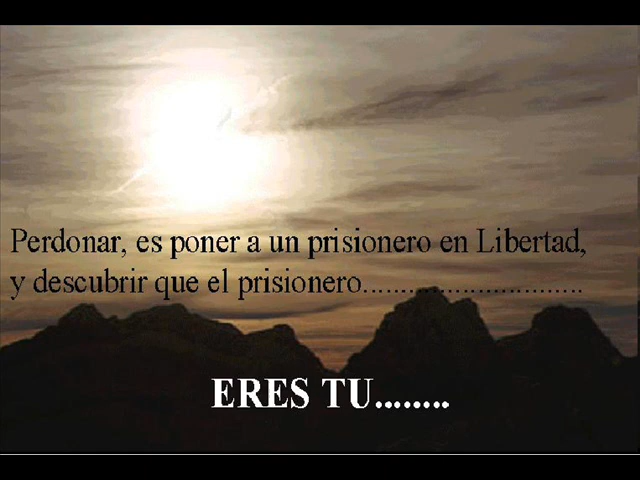 Perdonar, es poner a un prisionero en Libertad,
y descubrir que el prisionero.............................
ERES TU........